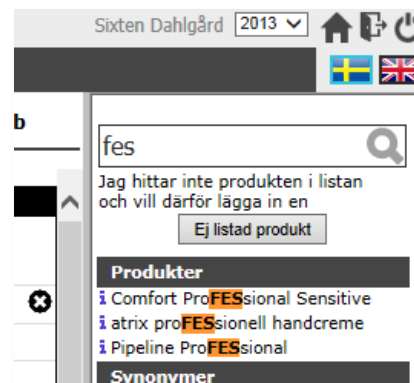 Sixten Dahlgård 2013
b
fes
Jag hittar inte produkten i listan
och vill därför lägga in en
Ej listad produkt
Produkter
i Comfort ProFESsional Sensitive
i atrix proFESsionell handcreme
i Pipeline ProFESsional
Synonymer